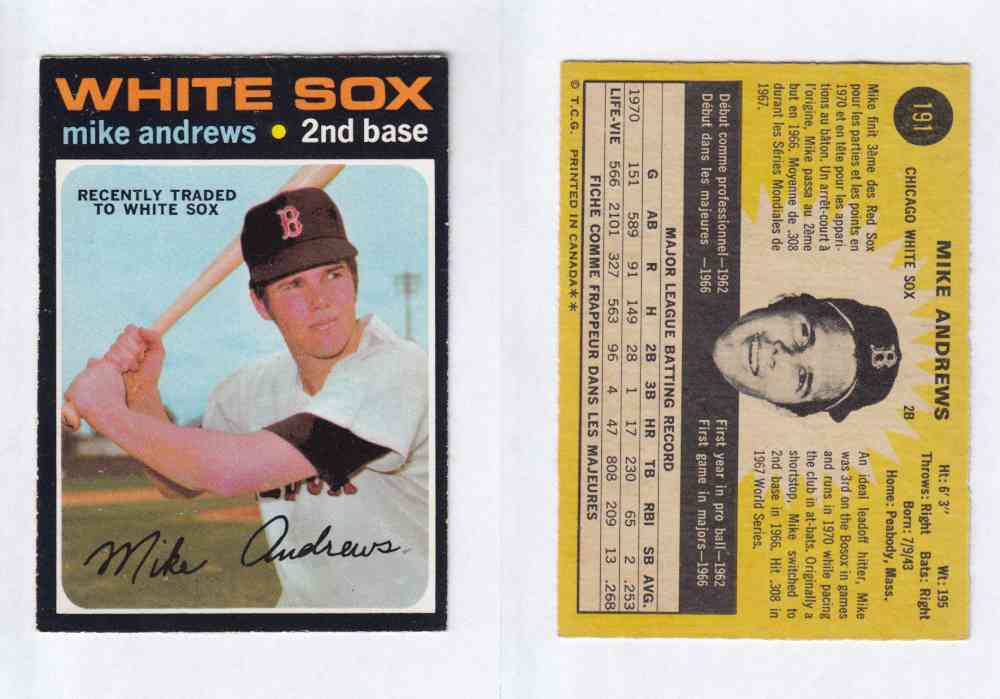 WHITE SOX
mike andrews • 2nd base
RECENTLY TRADED
TO WHITE SOX
B
Mike Andrews
191
MIKE ANDREWS
CHICAGO WHITE SOX 2B
Ht: 6' 3" Wt: 195
Throws: Right Bats: Right
Born: 7/9/43
Home: Peabody, Mass.
Mike finit 3ème des Red Sox
pour les parties et les points en
1970 et en tête pour les appari-
tions au bâton. Un arrêt-court à
l'origine, Mike passa au 2ème
but en 1966. Moyenne de .308
durant les Séries Mondiales de
1967.
B
An ideal leadoff hitter, Mike
was 3rd on the Bosox in games
and runs in 1970 while pacing
the club in at-bats. Originally a
shortstop, Mike switched to
2nd base in 1966. Hit .308 in
1967 World Series.
Début comme professionnel—1962
Début dans les majeures —1966
First year in pro ball—1962
First game in majors—1966
MAJOR LEAGUE BATTING RECORD
G AB R H 2B 3B HR TB RBI SB AVG.
1970 151 589 91 149 28 1 17 230 65 2 .253
LIFE-VIE 566 2101 327 563 96 4 47 808 209 13 .268
FICHE COMME FRAPPEUR DANS LES MAJEURES
© T.C.G. PRINTED IN CANADA**